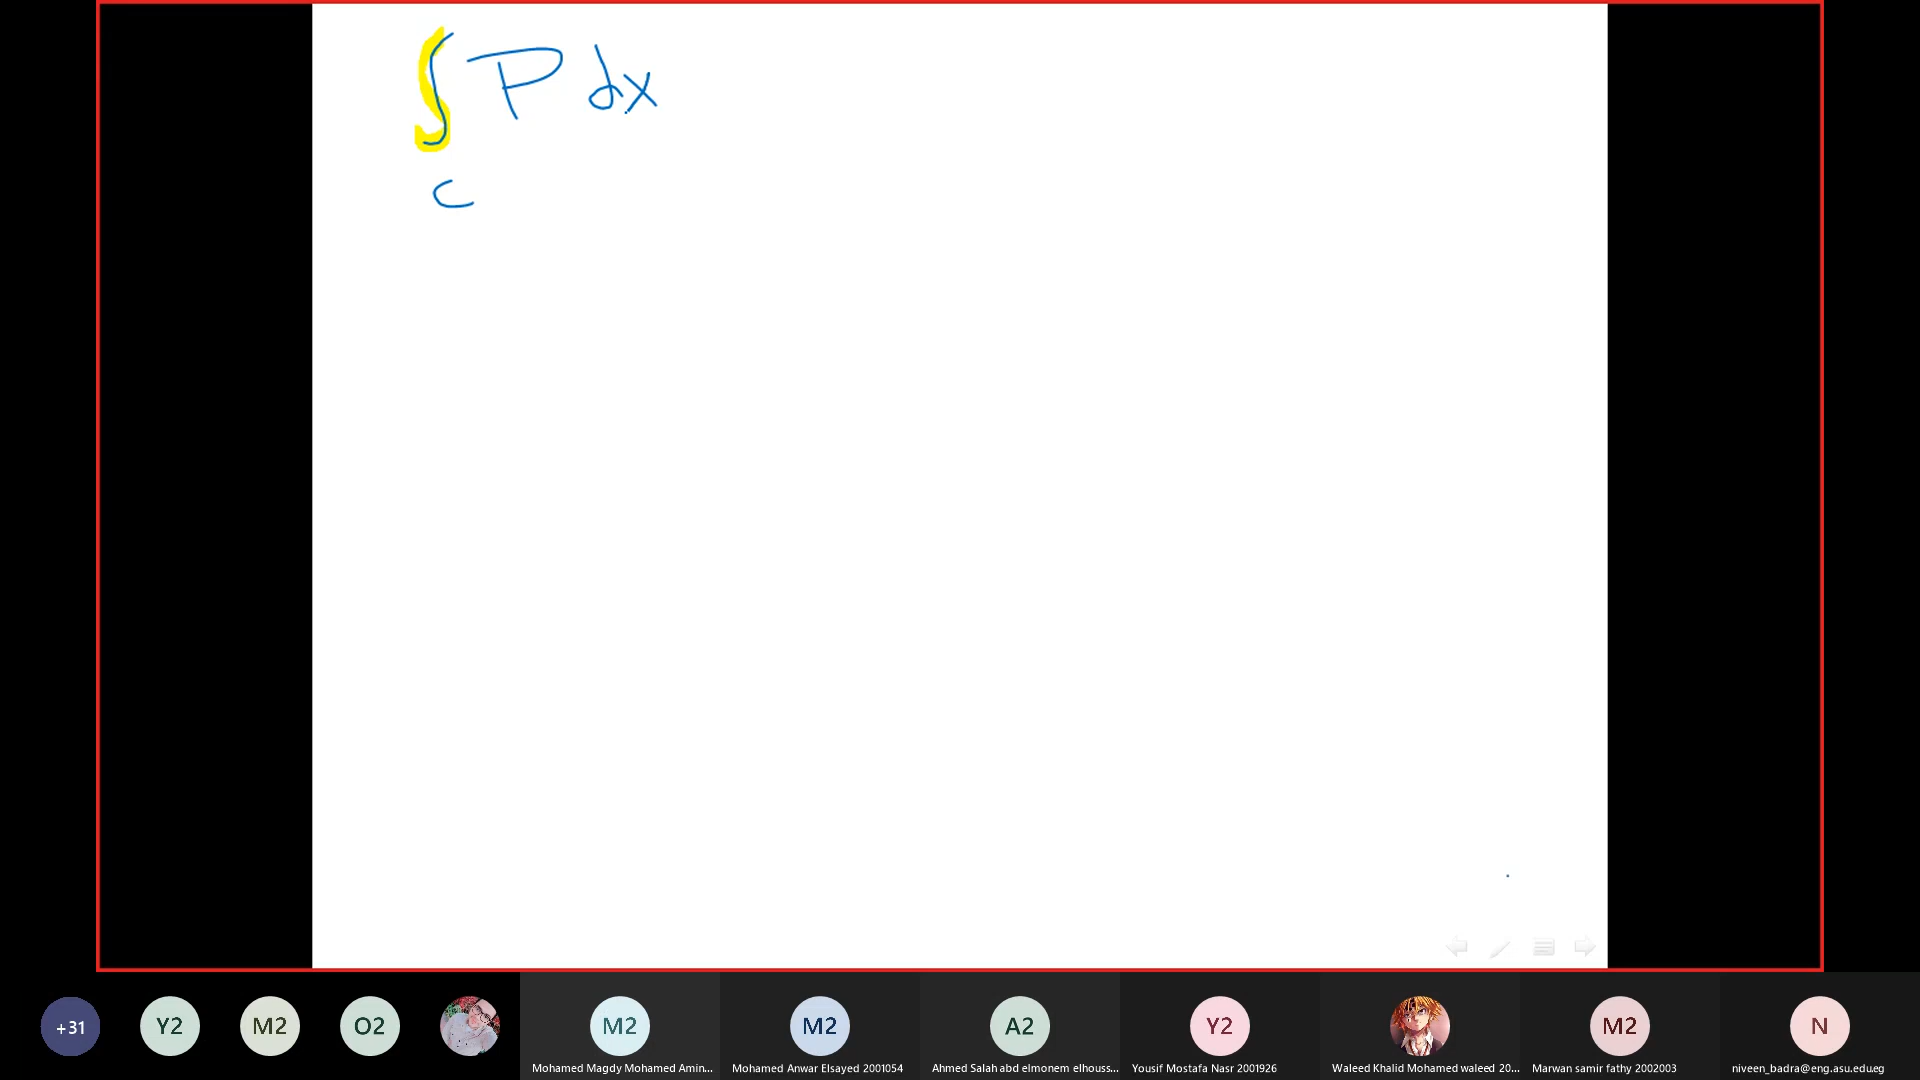 ∫ P dx
c
+31
Y2
M2
O2
M2
M2
A2
Y2
M2
N
Mohamed Magdy Mohamed Amin...
Mohamed Anwar Elsayed 2001054
Ahmed Salah abd elmonem elhouss...
Yousif Mostafa Nasr 2001926
Waleed Khalid Mohamed waleed 20...
Marwan samir fathy 2002003
niveen_badra@eng.asu.edu.eg